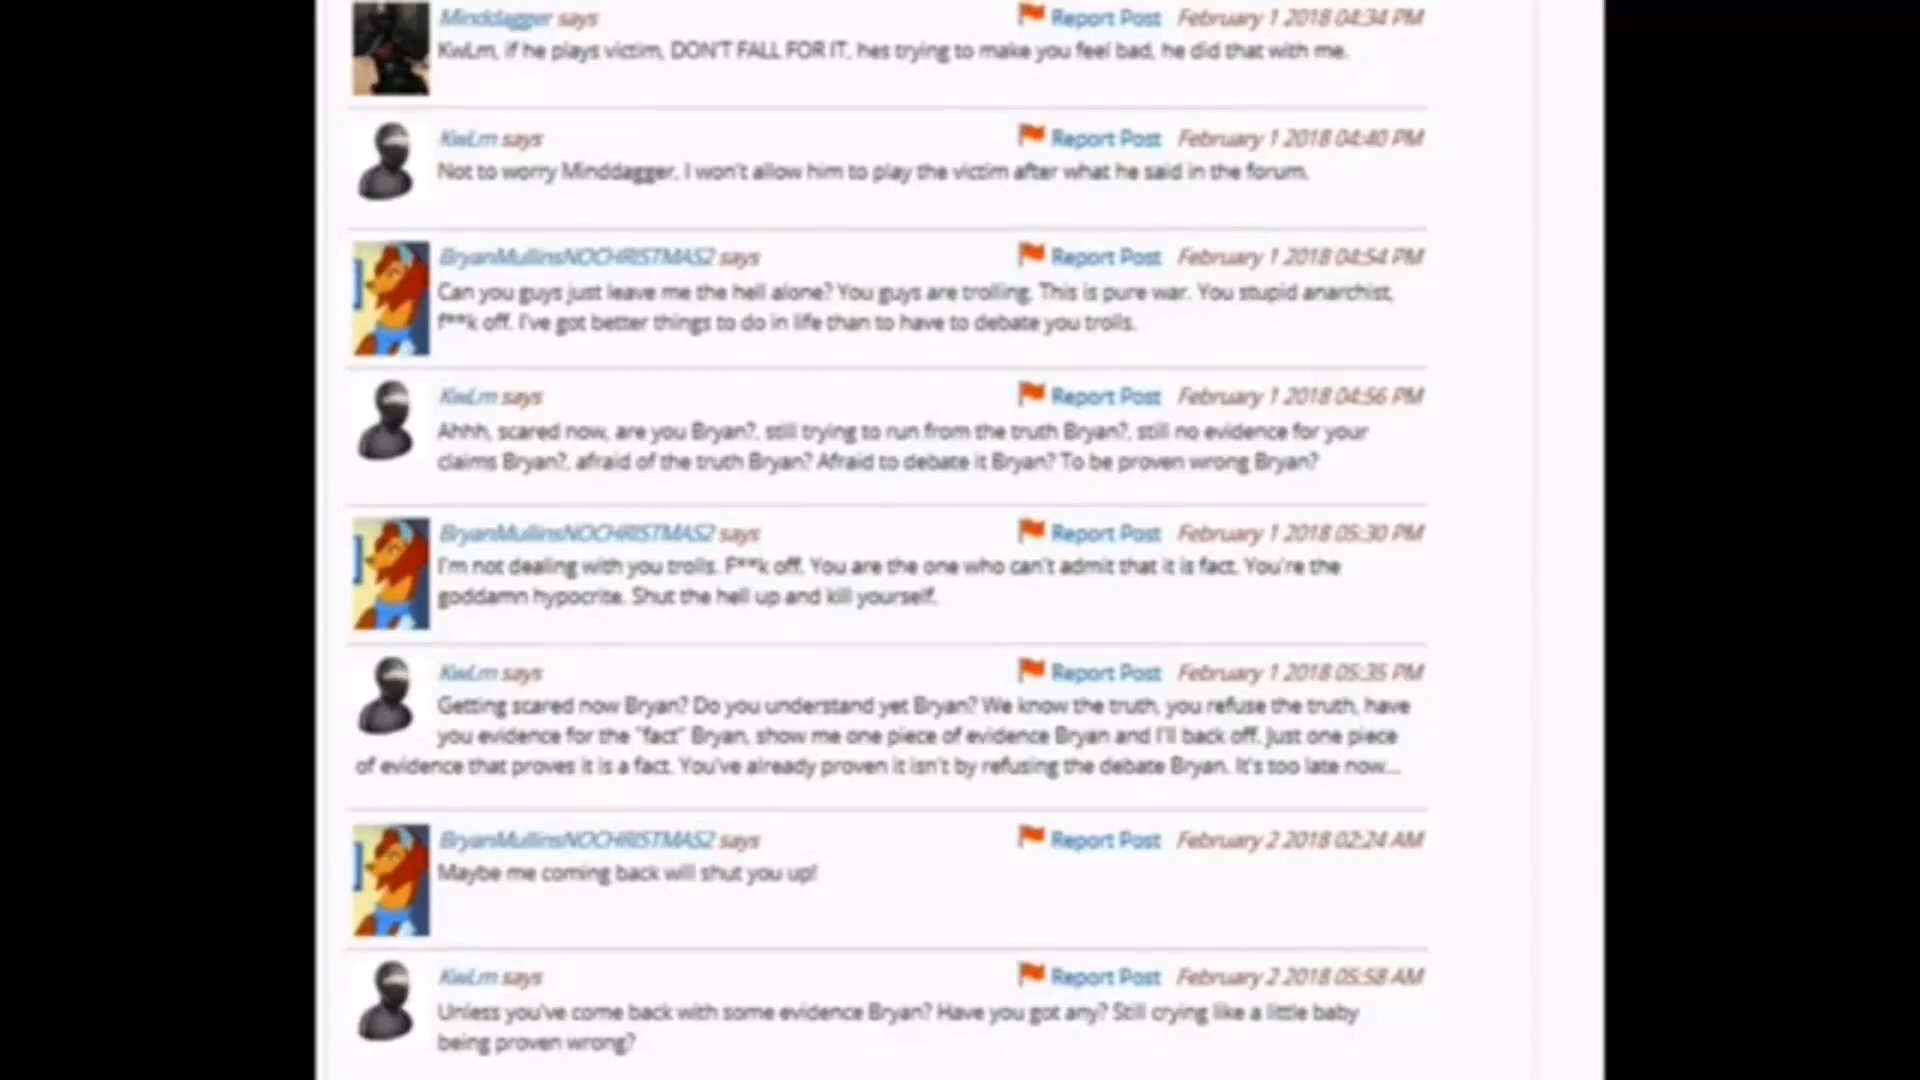 Minddagger says Report Post February 1 2018 04:34 PM
KwLm, if he plays victim, DON'T FALL FOR IT, hes trying to make you feel bad, he did that with me.
KwLm says Report Post February 1 2018 04:40 PM
Not to worry Minddagger, I won't allow him to play the victim after what he said in the forum.
BryanMullinsNOCHRISTMAS2 says Report Post February 1 2018 04:54 PM
Can you guys just leave me the hell alone? You guys are trolling. This is pure war. You stupid anarchist,
f**k off. I've got better things to do in life than to have to debate you trolls.
KwLm says Report Post February 1 2018 04:56 PM
Ahhh, scared now, are you Bryan?, still trying to run from the truth Bryan?, still no evidence for your
claims Bryan?, afraid of the truth Bryan? Afraid to debate it Bryan? To be proven wrong Bryan?
BryanMullinsNOCHRISTMAS2 says Report Post February 1 2018 05:30 PM
I'm not dealing with you trolls. F**k off. You are the one who can't admit that it is fact. You're the
goddamn hypocrite. Shut the hell up and kill yourself.
KwLm says Report Post February 1 2018 05:35 PM
Getting scared now Bryan? Do you understand yet Bryan? We know the truth, you refuse the truth, have
you evidence for the "fact" Bryan, show me one piece of evidence Bryan and I'll back off. Just one piece
of evidence that proves it is a fact. You've already proven it isn't by refusing the debate Bryan. It's too late now...
BryanMullinsNOCHRISTMAS2 says Report Post February 2 2018 02:24 AM
Maybe me coming back will shut you up!
KwLm says Report Post February 2 2018 05:58 AM
Unless you've come back with some evidence Bryan? Have you got any? Still crying like a little baby
being proven wrong?